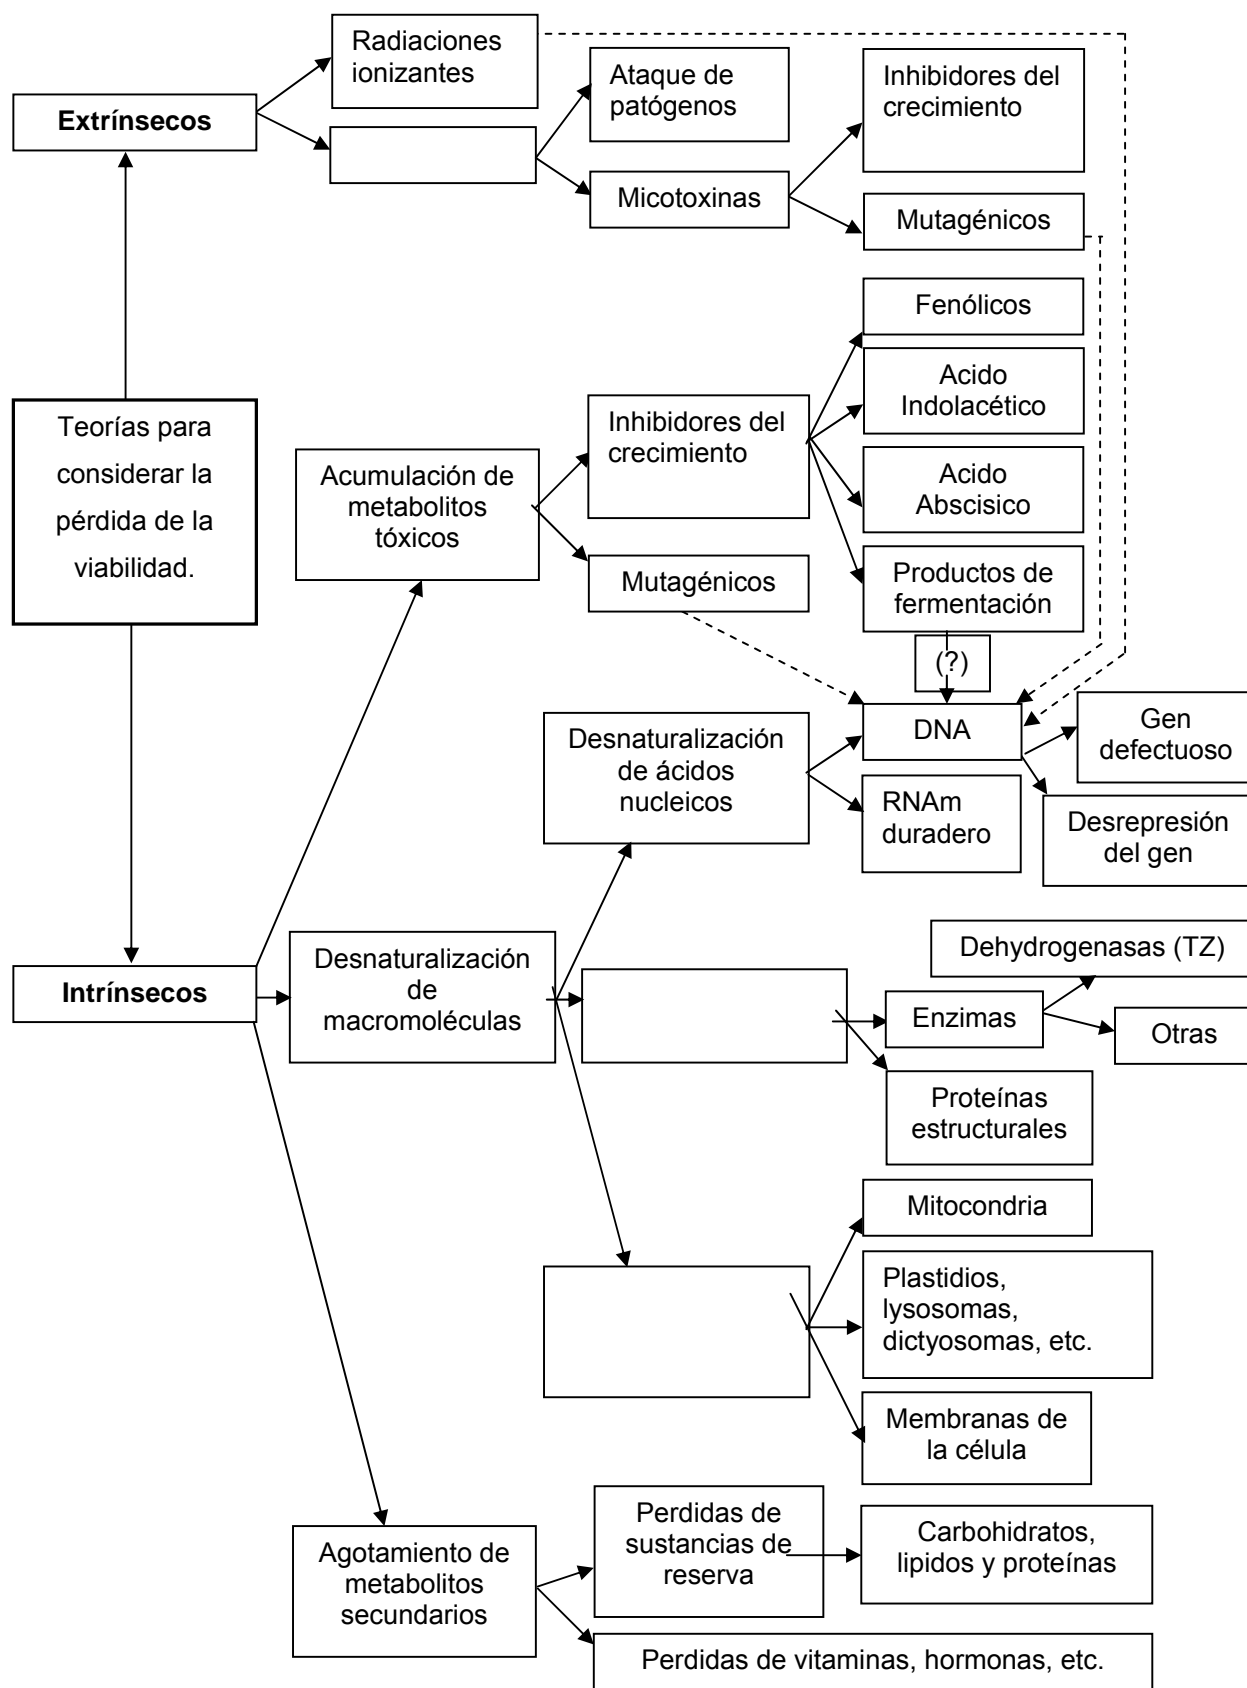 Radiaciones
ionizantes
Ataque de
patógenos
Inhibidores del
crecimiento
Extrínsecos
Micotoxinas
Mutagénicos
Fenólicos
Acido
Indolacético
Teorías para
considerar la
pérdida de la
viabilidad.
Inhibidores del
crecimiento
Acumulación de
metabolitos
tóxicos
Acido
Abscisico
Mutagénicos
Productos de
fermentación
(?)
Desnaturalización
de ácidos
nucleicos
DNA
Gen
defectuoso
RNAm
duradero
Desrepresión
del gen
Intrínsecos
Desnaturalización
de
macromoléculas
Dehydrogenasas (TZ)
Enzimas
Otras
Proteínas
estructurales
Mitocondria
Plastidios,
lysosomas,
dictyosomas, etc.
Membranas de
la célula
Agotamiento de
metabolitos
secundarios
Perdidas de
sustancias de
reserva
Carbohidratos,
lipidos y proteínas
Perdidas de vitaminas, hormonas, etc.